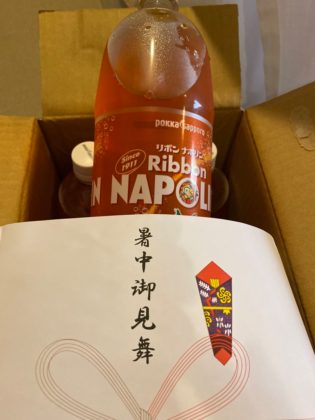 pokka sapporo
リボン ナポリン
Since 1911
Ribbon
N NAPOLI
暑中御見舞